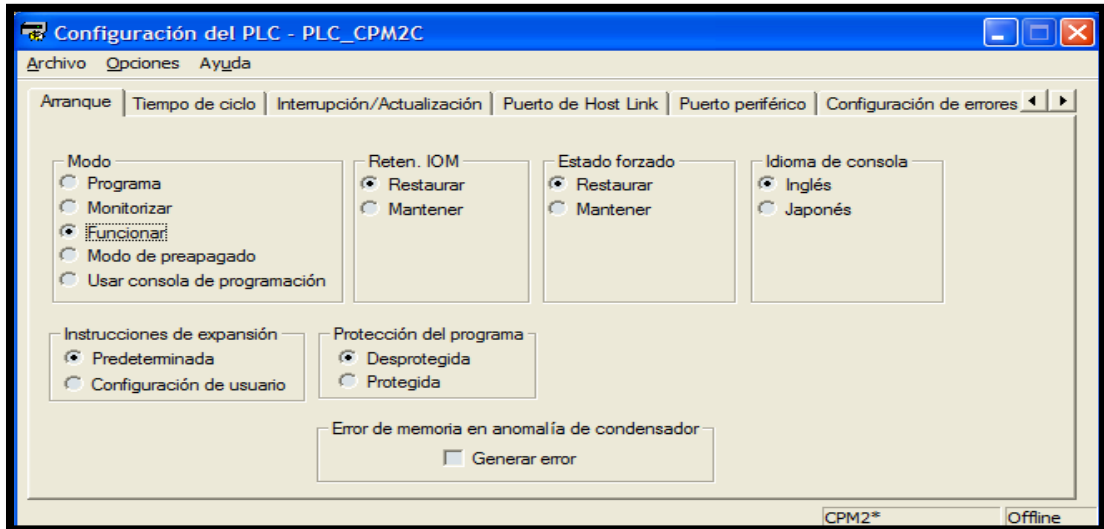 Configuración del PLC - PLC_CPM2C
Archivo Opciones Ayuda
Arranque Tiempo de ciclo Interrupción/Actualización Puerto de Host Link Puerto periférico Configuración de errores
Modo
Programa
Monitorizar
Funcionar
Modo de preapagado
Usar consola de programación
Reten. IOM
Restaurar
Mantener
Estado forzado
Restaurar
Mantener
Idioma de consola
Inglés
Japonés
Instrucciones de expansión
Predeterminada
Configuración de usuario
Protección del programa
Desprotegida
Protegida
Error de memoria en anomalía de condensador
Generar error
CPM2* Offline